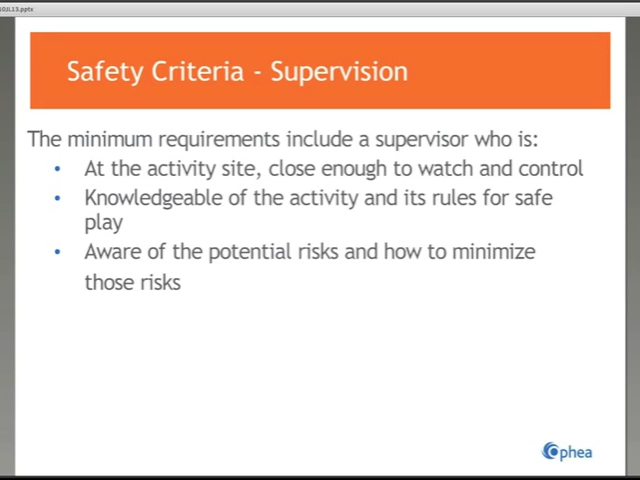 10JL13.pptx
Safety Criteria - Supervision
The minimum requirements include a supervisor who is:
• At the activity site, close enough to watch and control
• Knowledgeable of the activity and its rules for safe
play
• Aware of the potential risks and how to minimize
those risks
Ophea